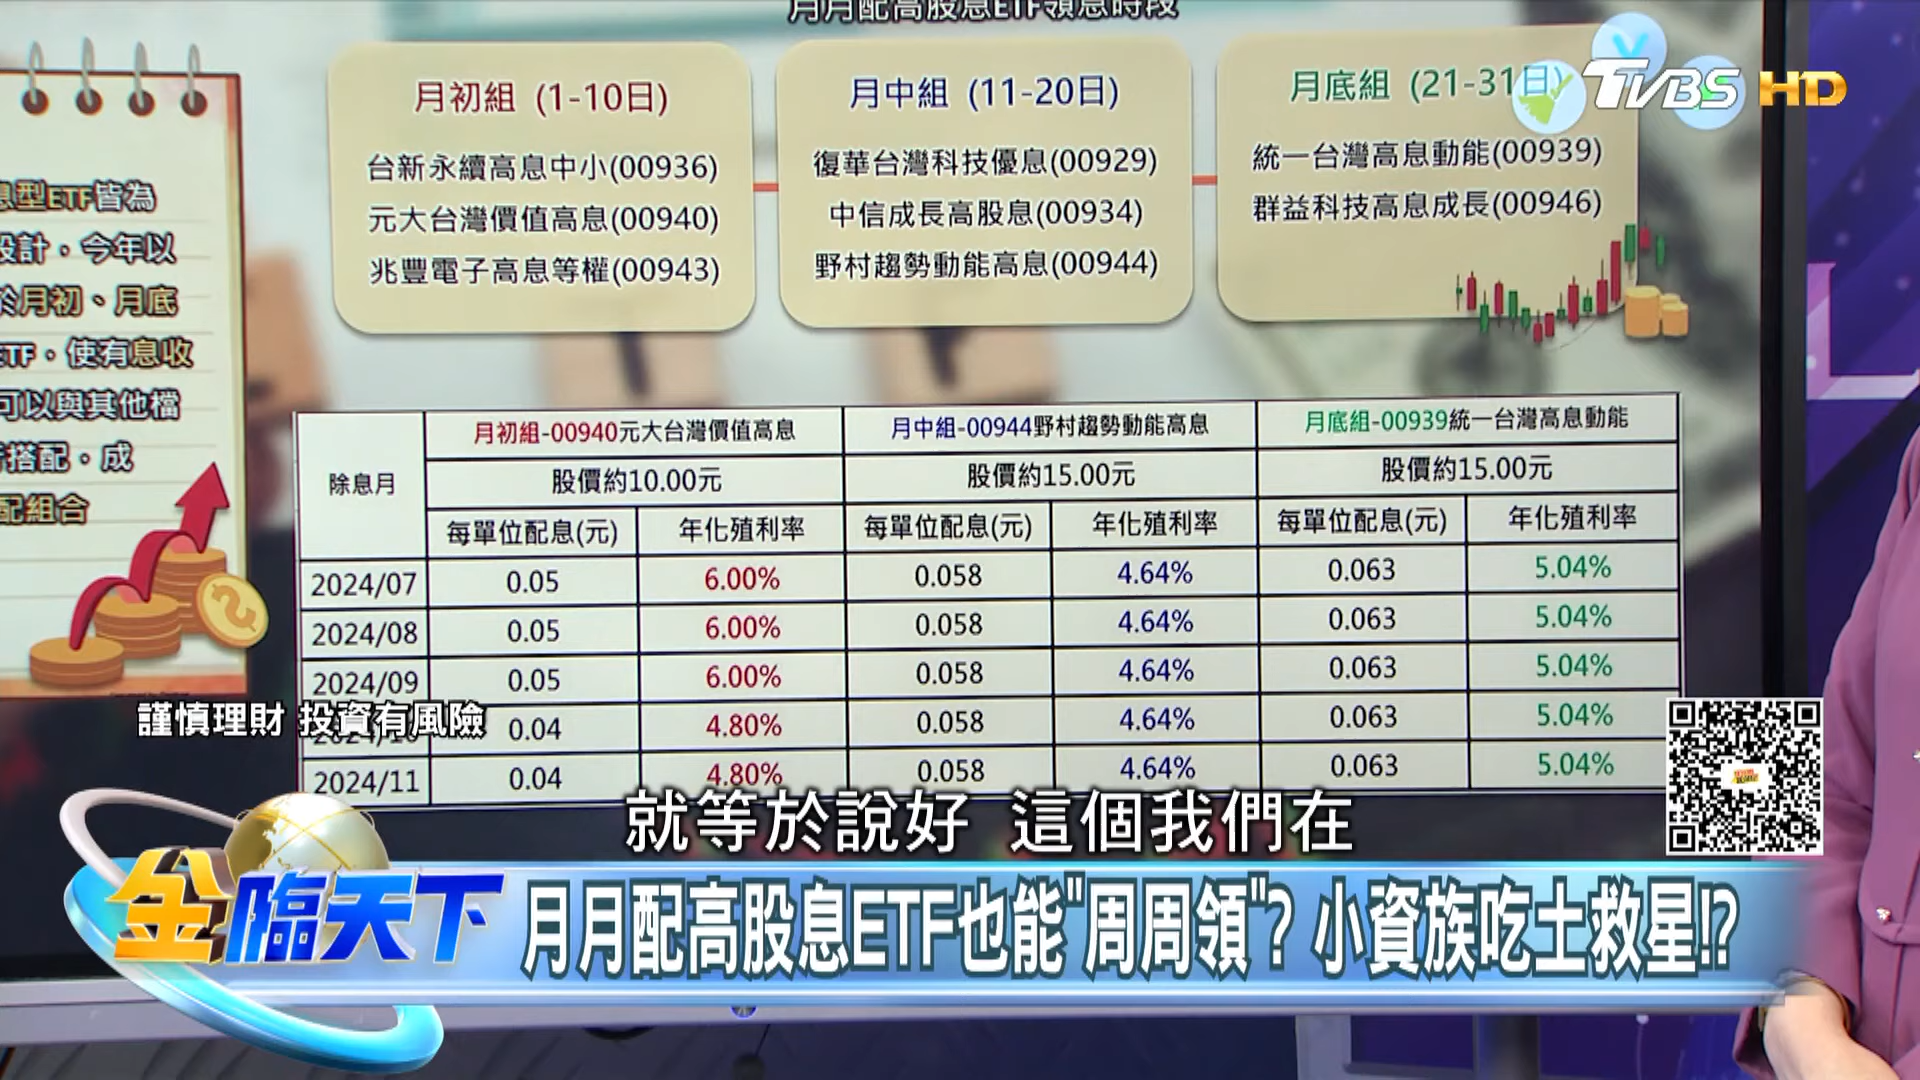 月月配高股息ETF領息時段
月初組 (1-10日)
台新永續高息中小(00936)
元大台灣價值高息(00940)
兆豐電子高息等權(00943)
月中組 (11-20日)
復華台灣科技優息(00929)
中信成長高股息(00934)
野村趨勢動能高息(00944)
月底組 (21-31日)
統一台灣高息動能(00939)
群益科技高息成長(00946)
TVBS HD
息型ETF皆為
設計，今年以
於月初、月底
ETF，使有息收
可以與其他檔
行搭配，成
配組合
除息月 月初組-00940元大台灣價值高息 月中組-00944野村趨勢動能高息 月底組-00939統一台灣高息動能
股價約10.00元 股價約15.00元 股價約15.00元
每單位配息(元) 年化殖利率 每單位配息(元) 年化殖利率 每單位配息(元) 年化殖利率
2024/07 0.05 6.00% 0.058 4.64% 0.063 5.04%
2024/08 0.05 6.00% 0.058 4.64% 0.063 5.04%
2024/09 0.05 6.00% 0.058 4.64% 0.063 5.04%
2024/10 0.04 4.80% 0.058 4.64% 0.063 5.04%
2024/11 0.04 4.80% 0.058 4.64% 0.063 5.04%
謹慎理財 投資有風險
就等於說好 這個我們在
金臨天下
月月配高股息ETF也能"周周領"? 小資族吃土救星!?